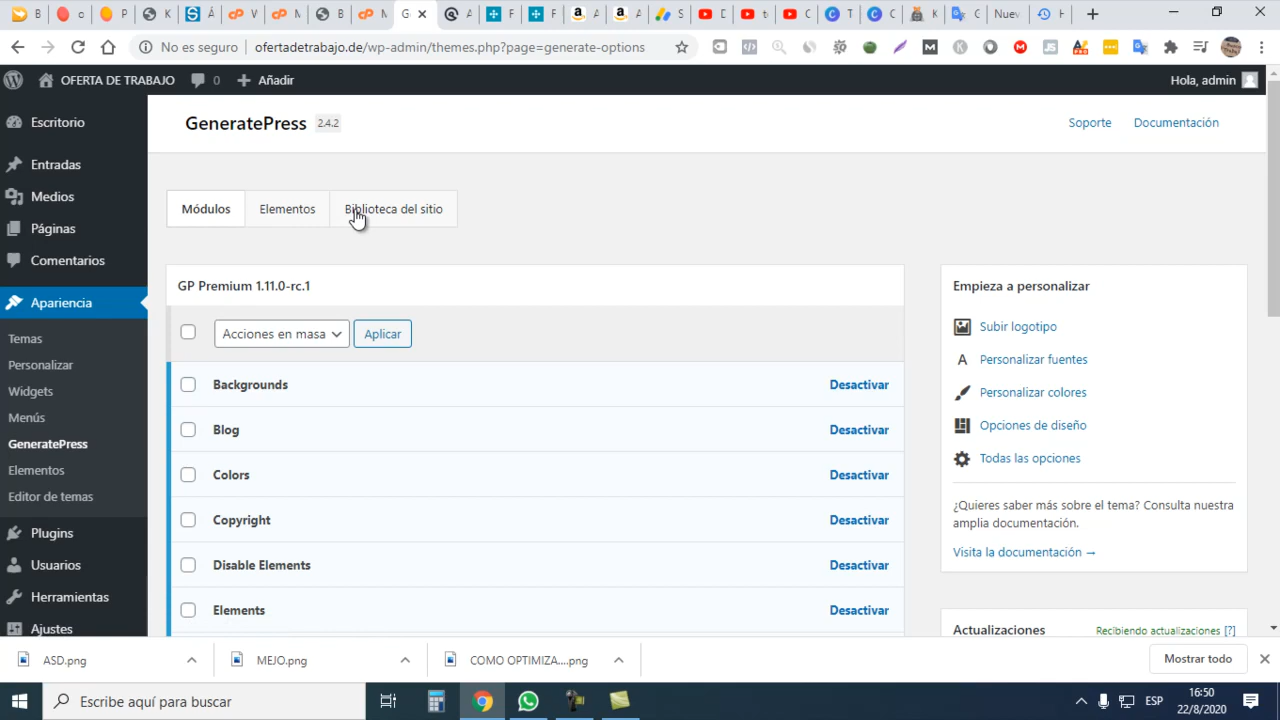 No es seguro
ofertadetrabajo.de/wp-admin/themes.php?page=generate-options
OFERTA DE TRABAJO
0
Añadir
Hola, admin
Escritorio
Entradas
Medios
Páginas
Comentarios
Apariencia
Temas
Personalizar
Widgets
Menús
GeneratePress
Elementos
Editor de temas
Plugins
Usuarios
Herramientas
Ajustes
GeneratePress 2.4.2
Soporte
Documentación
Módulos
Elementos
Biblioteca del sitio
GP Premium 1.11.0-rc.1
Acciones en masa
Aplicar
Backgrounds Desactivar
Blog Desactivar
Colors Desactivar
Copyright Desactivar
Disable Elements Desactivar
Elements Desactivar
Empieza a personalizar
Subir logotipo
A Personalizar fuentes
Personalizar colores
Opciones de diseño
Todas las opciones
¿Quieres saber más sobre el tema? Consulta nuestra
amplia documentación.
Visita la documentación →
Actualizaciones
Recibiendo actualizaciones [?]
ASD.png
MEJO.png
COMO OPTIMIZA....png
Mostrar todo
Escribe aquí para buscar
ESP
16:50
22/8/2020